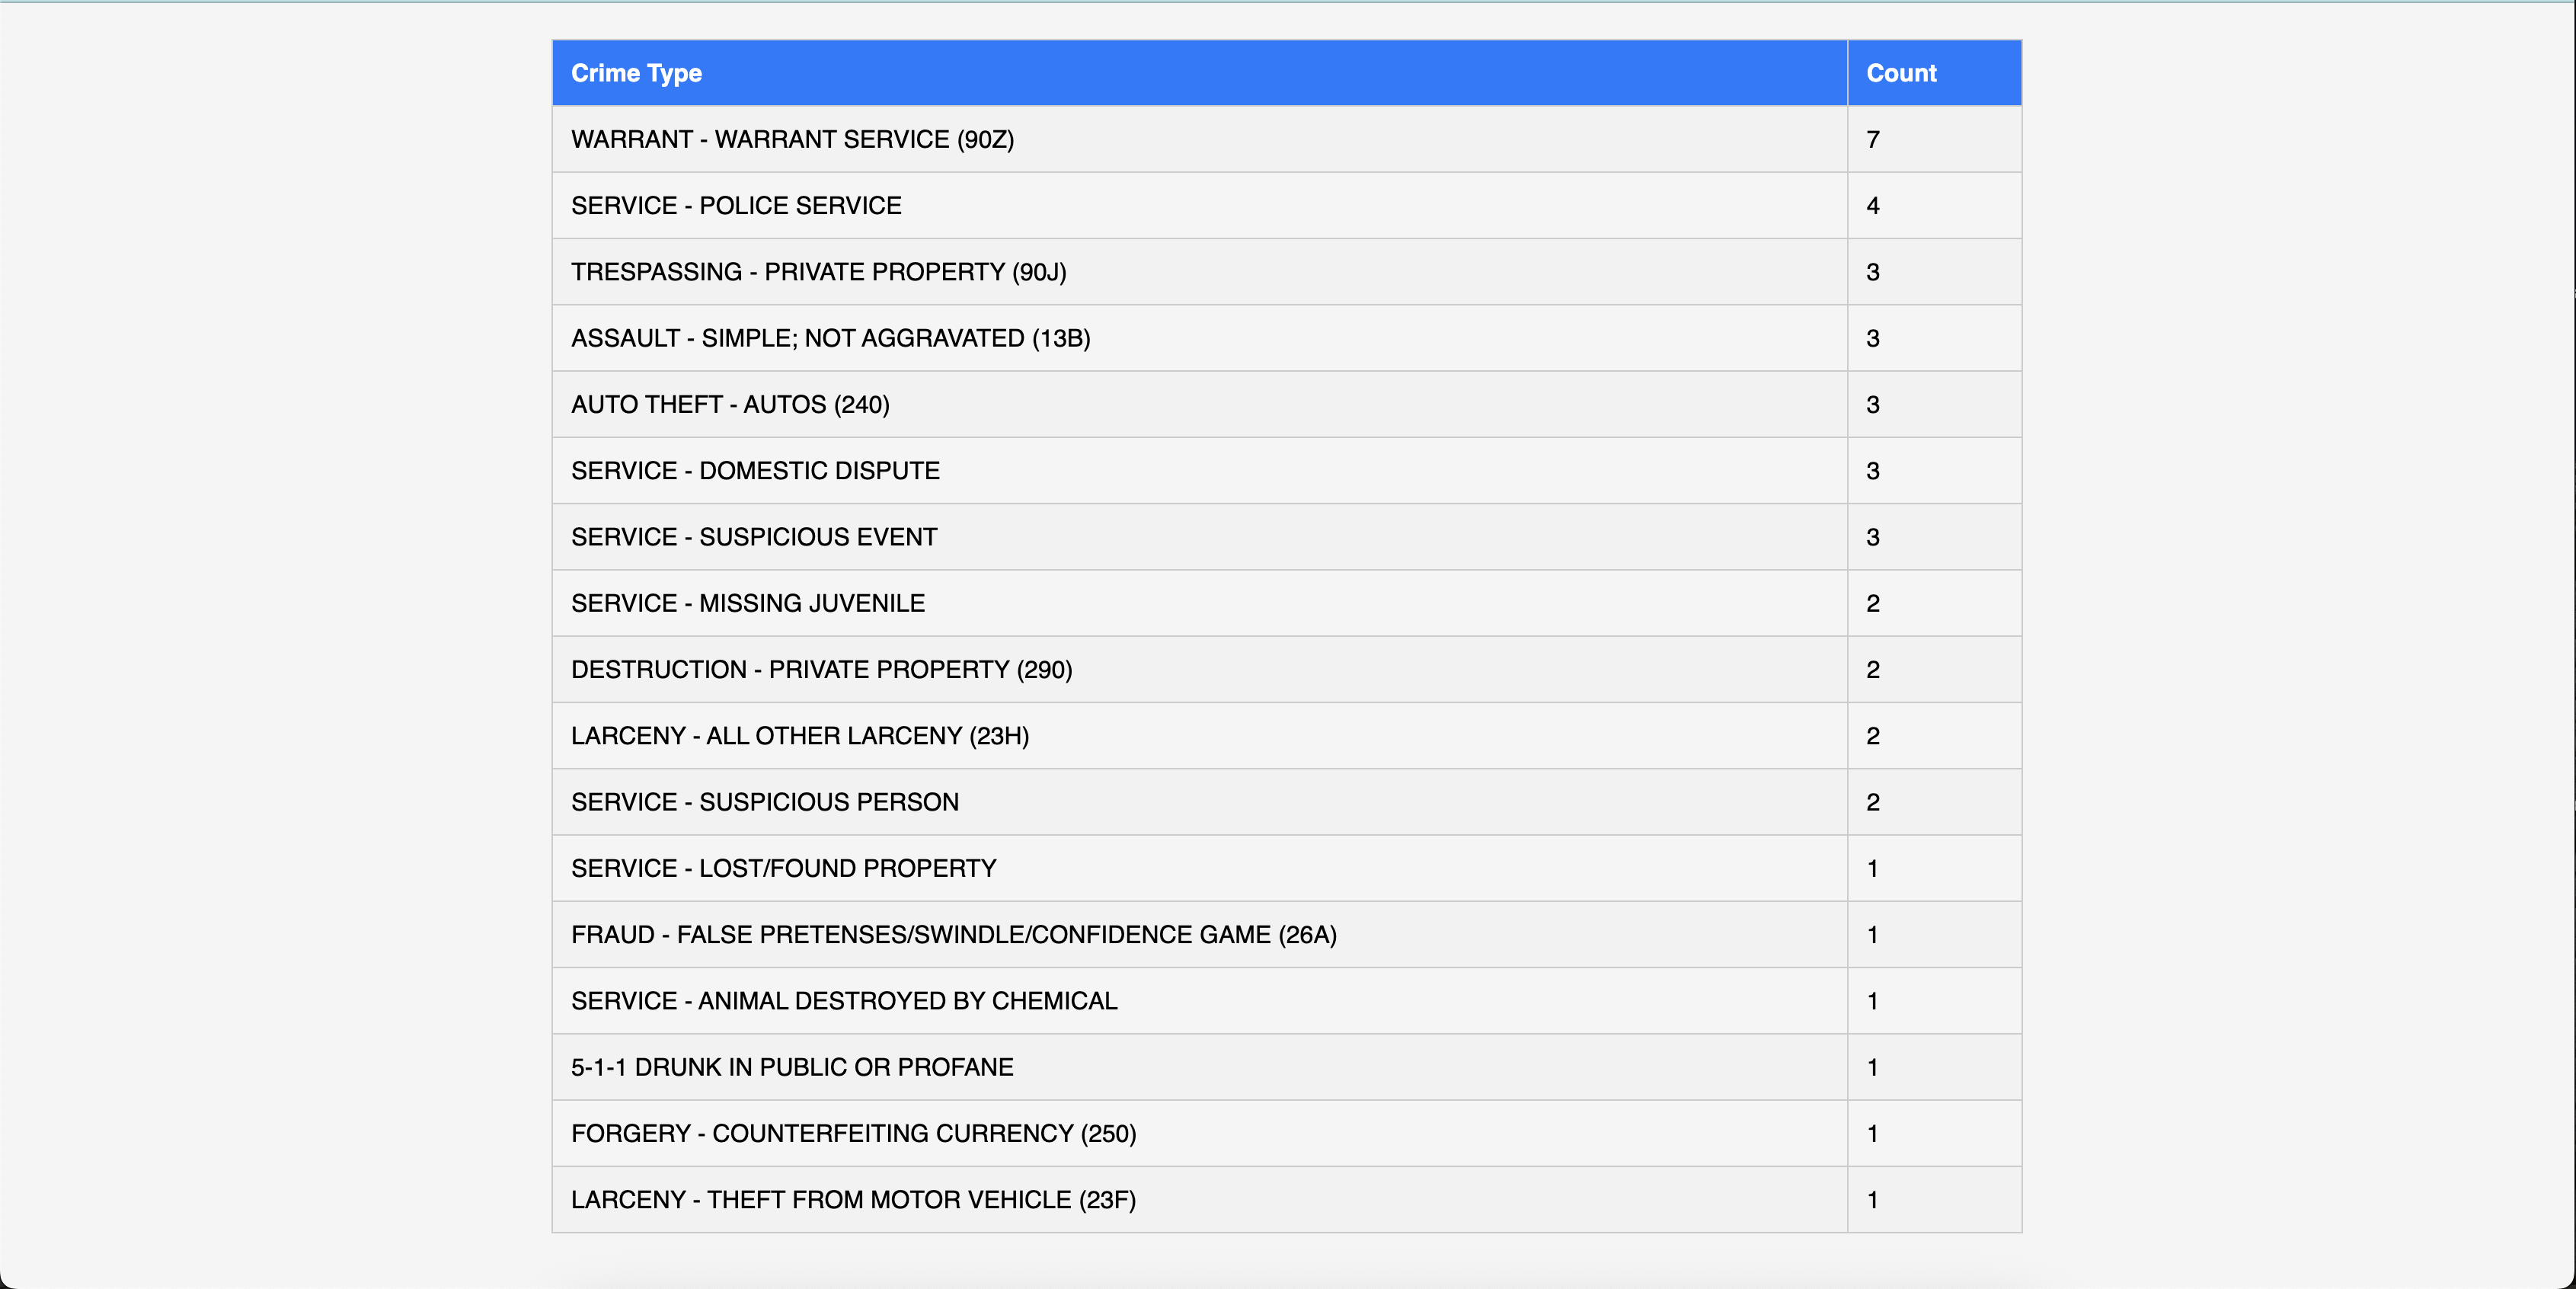 Crime Type Count
WARRANT - WARRANT SERVICE (90Z) 7
SERVICE - POLICE SERVICE 4
TRESPASSING - PRIVATE PROPERTY (90J) 3
ASSAULT - SIMPLE; NOT AGGRAVATED (13B) 3
AUTO THEFT - AUTOS (240) 3
SERVICE - DOMESTIC DISPUTE 3
SERVICE - SUSPICIOUS EVENT 3
SERVICE - MISSING JUVENILE 2
DESTRUCTION - PRIVATE PROPERTY (290) 2
LARCENY - ALL OTHER LARCENY (23H) 2
SERVICE - SUSPICIOUS PERSON 2
SERVICE - LOST/FOUND PROPERTY 1
FRAUD - FALSE PRETENSES/SWINDLE/CONFIDENCE GAME (26A) 1
SERVICE - ANIMAL DESTROYED BY CHEMICAL 1
5-1-1 DRUNK IN PUBLIC OR PROFANE 1
FORGERY - COUNTERFEITING CURRENCY (250) 1
LARCENY - THEFT FROM MOTOR VEHICLE (23F) 1